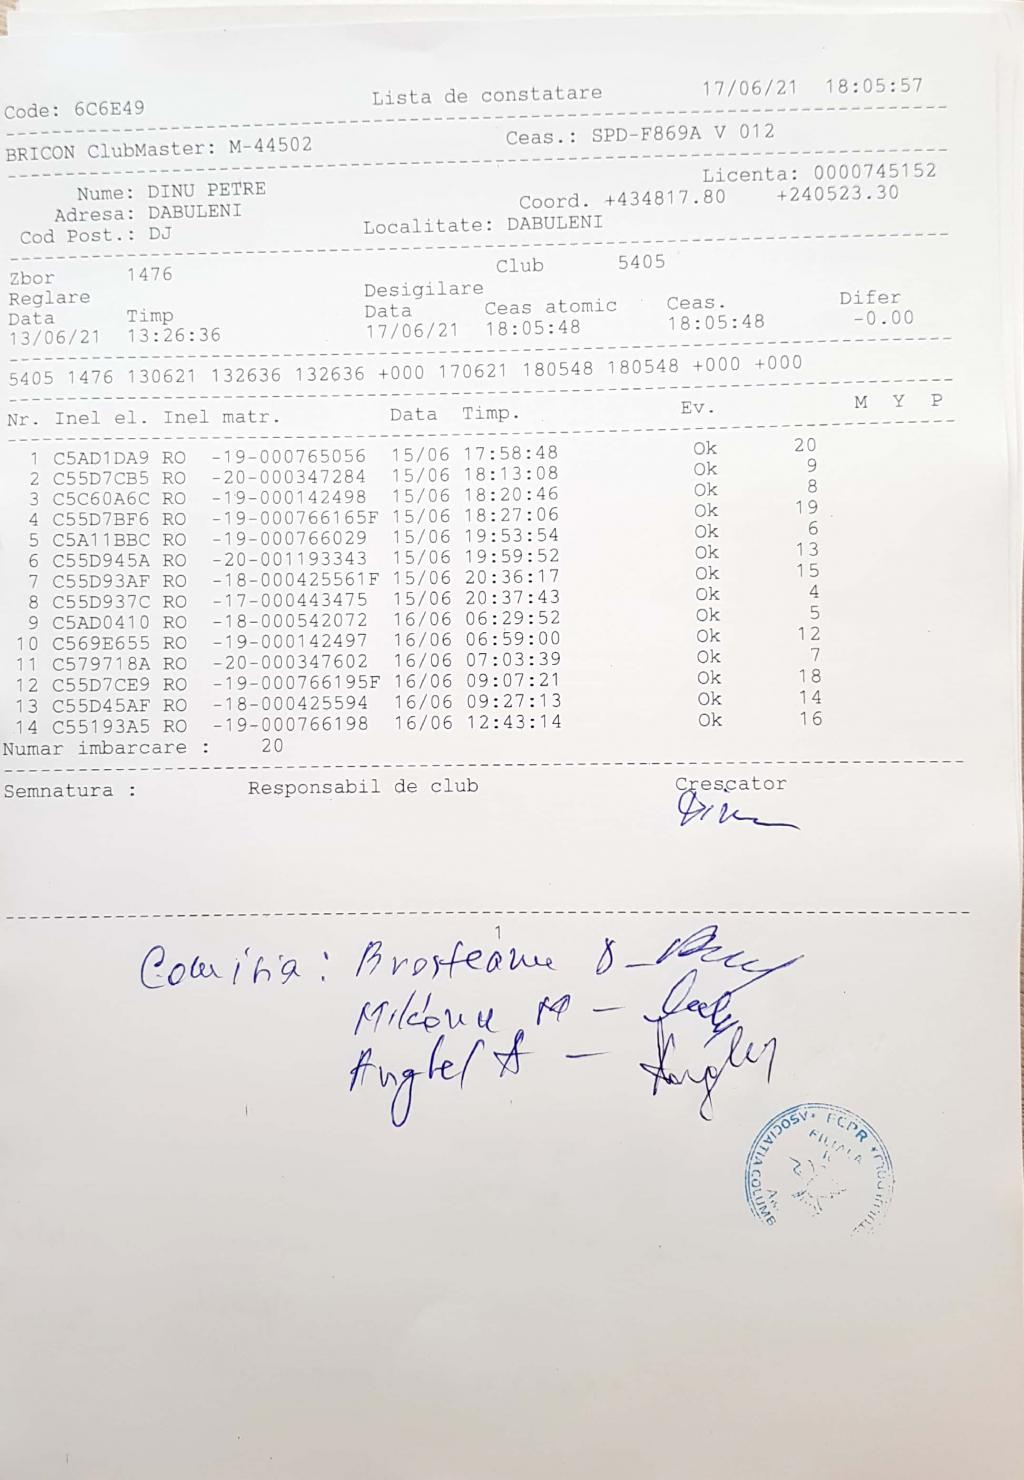 Code: 6C6E49 Lista de constatare 17/06/21 18:05:57
BRICON ClubMaster: M-44502 Ceas.: SPD-F869A V 012
Nume: DINU PETRE Licenta: 0000745152
Adresa: DABULENI Coord. +434817.80 +240523.30
Cod Post.: DJ Localitate: DABULENI
Zbor 1476 Club 5405
Reglare Desigilare
Data Timp Data Ceas atomic Ceas. Difer
13/06/21 13:26:36 17/06/21 18:05:48 18:05:48 -0.00
5405 1476 130621 132636 132636 +000 170621 180548 180548 +000 +000
Nr. Inel el. Inel matr. Data Timp. Ev. M Y P
1 C5AD1DA9 RO -19-000765056 15/06 17:58:48 Ok 20
2 C55D7CB5 RO -20-000347284 15/06 18:13:08 Ok 9
3 C5C60A6C RO -19-000142498 15/06 18:20:46 Ok 8
4 C55D7BF6 RO -19-000766165F 15/06 18:27:06 Ok 19
5 C5A11BBC RO -19-000766029 15/06 19:53:54 Ok 6
6 C55D945A RO -20-001193343 15/06 19:59:52 Ok 13
7 C55D93AF RO -18-000425561F 15/06 20:36:17 Ok 15
8 C55D937C RO -17-000443475 15/06 20:37:43 Ok 4
9 C5AD0410 RO -18-000542072 16/06 06:29:52 Ok 5
10 C569E655 RO -19-000142497 16/06 06:59:00 Ok 12
11 C579718A RO -20-000347602 16/06 07:03:39 Ok 7
12 C55D7CE9 RO -19-000766195F 16/06 09:07:21 Ok 18
13 C55D45AF RO -18-000425594 16/06 09:27:13 Ok 14
14 C55193A5 RO -19-000766198 16/06 12:43:14 Ok 16
Numar imbarcare : 20
Semnatura : Responsabil de club Crescator
1
Comisia: Brosteanu
M
Anghel A
ASOCIATIA COLUMB
FCPR
FILIALA